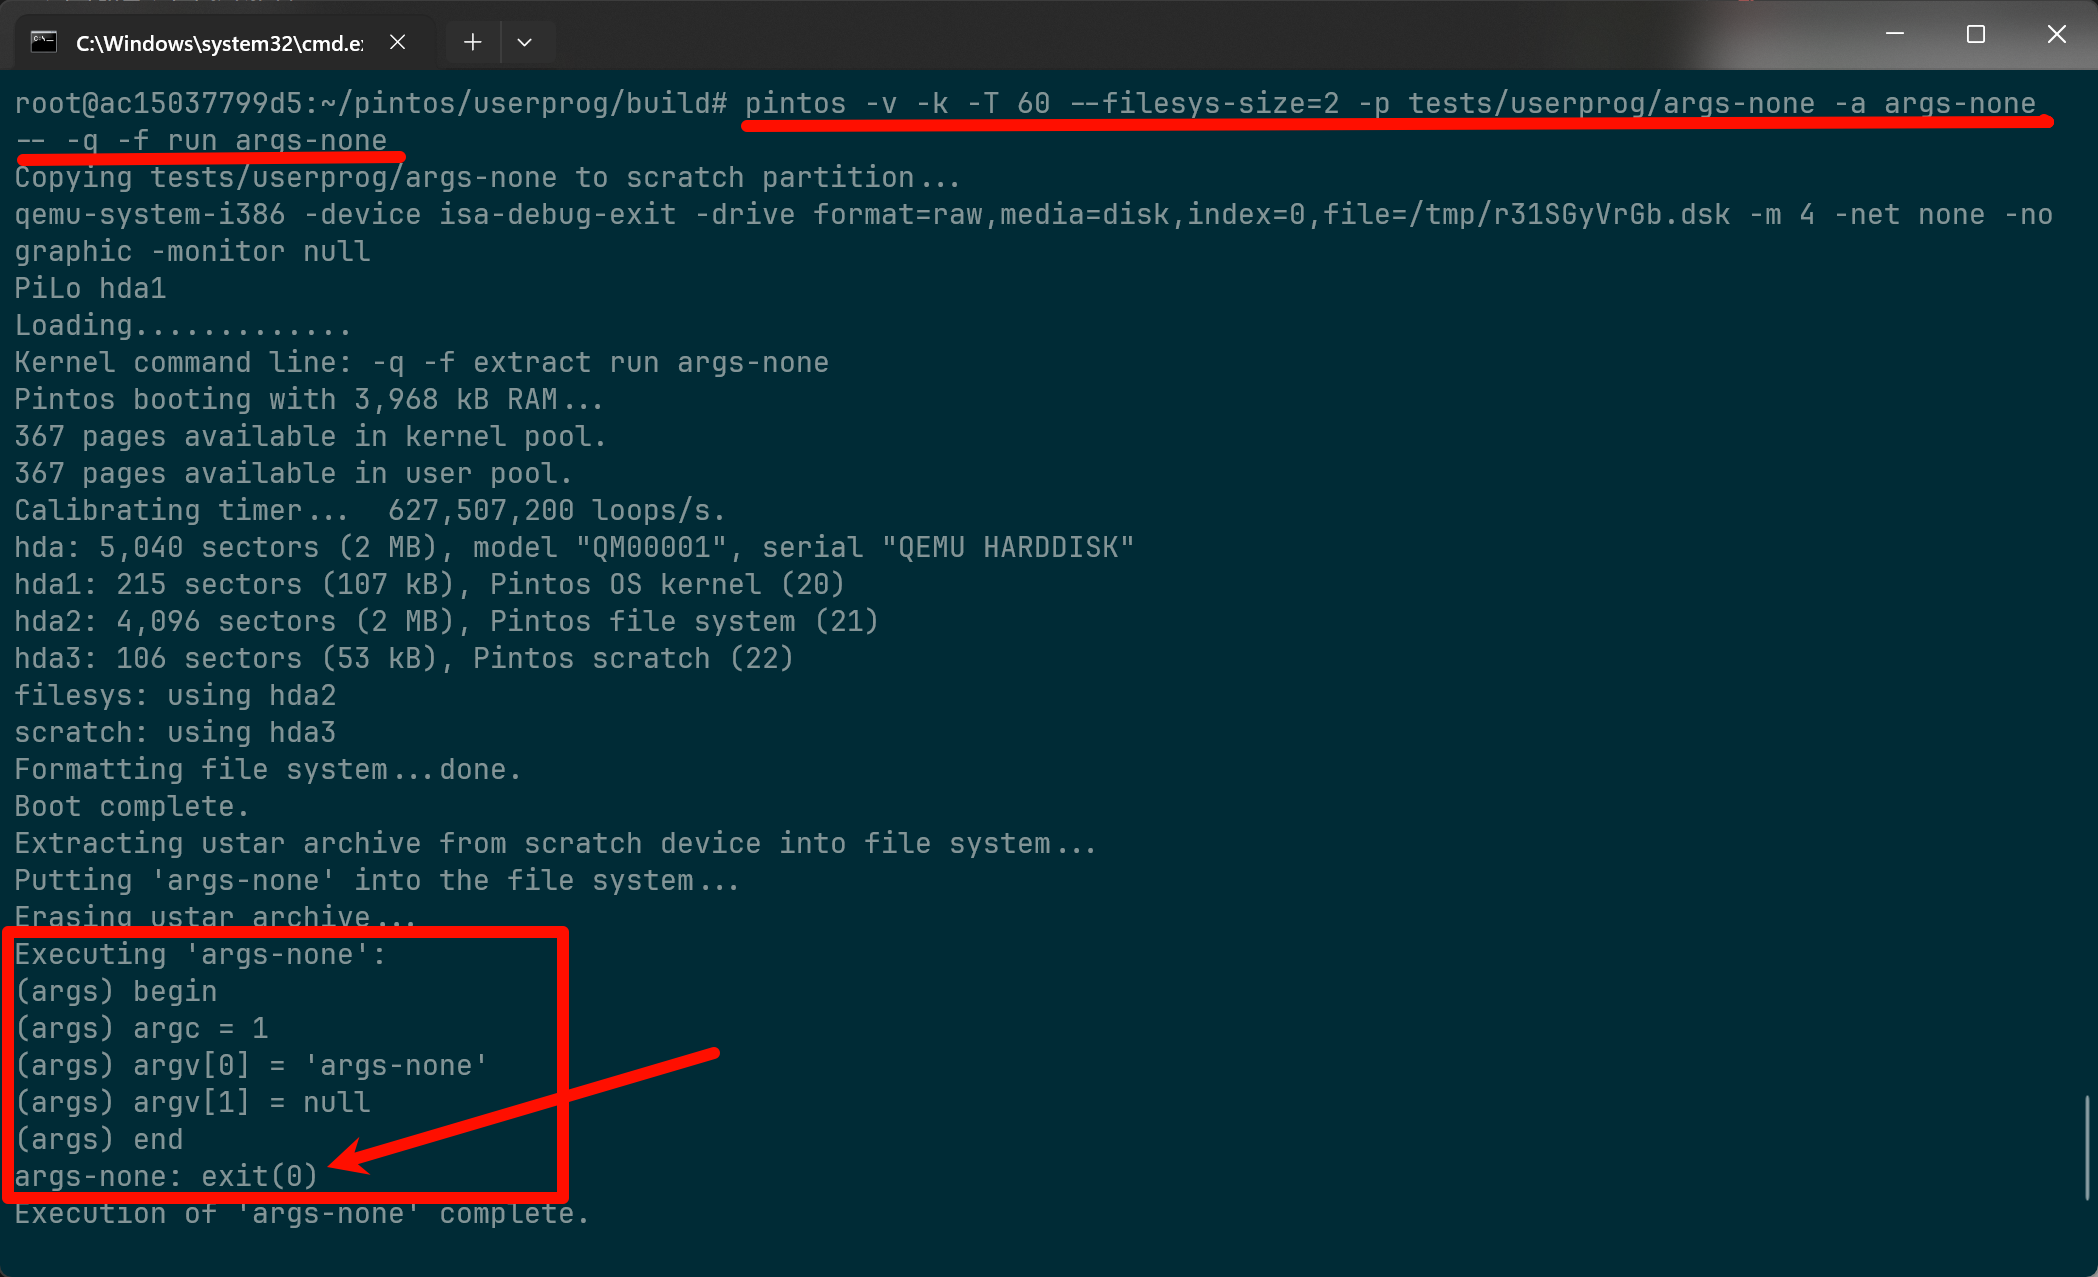 C:\Windows\system32\cmd.e
root@ac15037799d5:~/pintos/userprog/build# pintos -v -k -T 60 --filesys-size=2 -p tests/userprog/args-none -a args-none
-- -q -f run args-none
Copying tests/userprog/args-none to scratch partition...
qemu-system-i386 -device isa-debug-exit -drive format=raw,media=disk,index=0,file=/tmp/r31SGyVrGb.dsk -m 4 -net none -no
graphic -monitor null
PiLo hda1
Loading.............
Kernel command line: -q -f extract run args-none
Pintos booting with 3,968 kB RAM...
367 pages available in kernel pool.
367 pages available in user pool.
Calibrating timer...  627,507,200 loops/s.
hda: 5,040 sectors (2 MB), model "QM00001", serial "QEMU HARDDISK"
hda1: 215 sectors (107 kB), Pintos OS kernel (20)
hda2: 4,096 sectors (2 MB), Pintos file system (21)
hda3: 106 sectors (53 kB), Pintos scratch (22)
filesys: using hda2
scratch: using hda3
Formatting file system...done.
Boot complete.
Extracting ustar archive from scratch device into file system...
Putting 'args-none' into the file system...
Erasing ustar archive...
Executing 'args-none':
(args) begin
(args) argc = 1
(args) argv[0] = 'args-none'
(args) argv[1] = null
(args) end
args-none: exit(0)
Execution of 'args-none' complete.